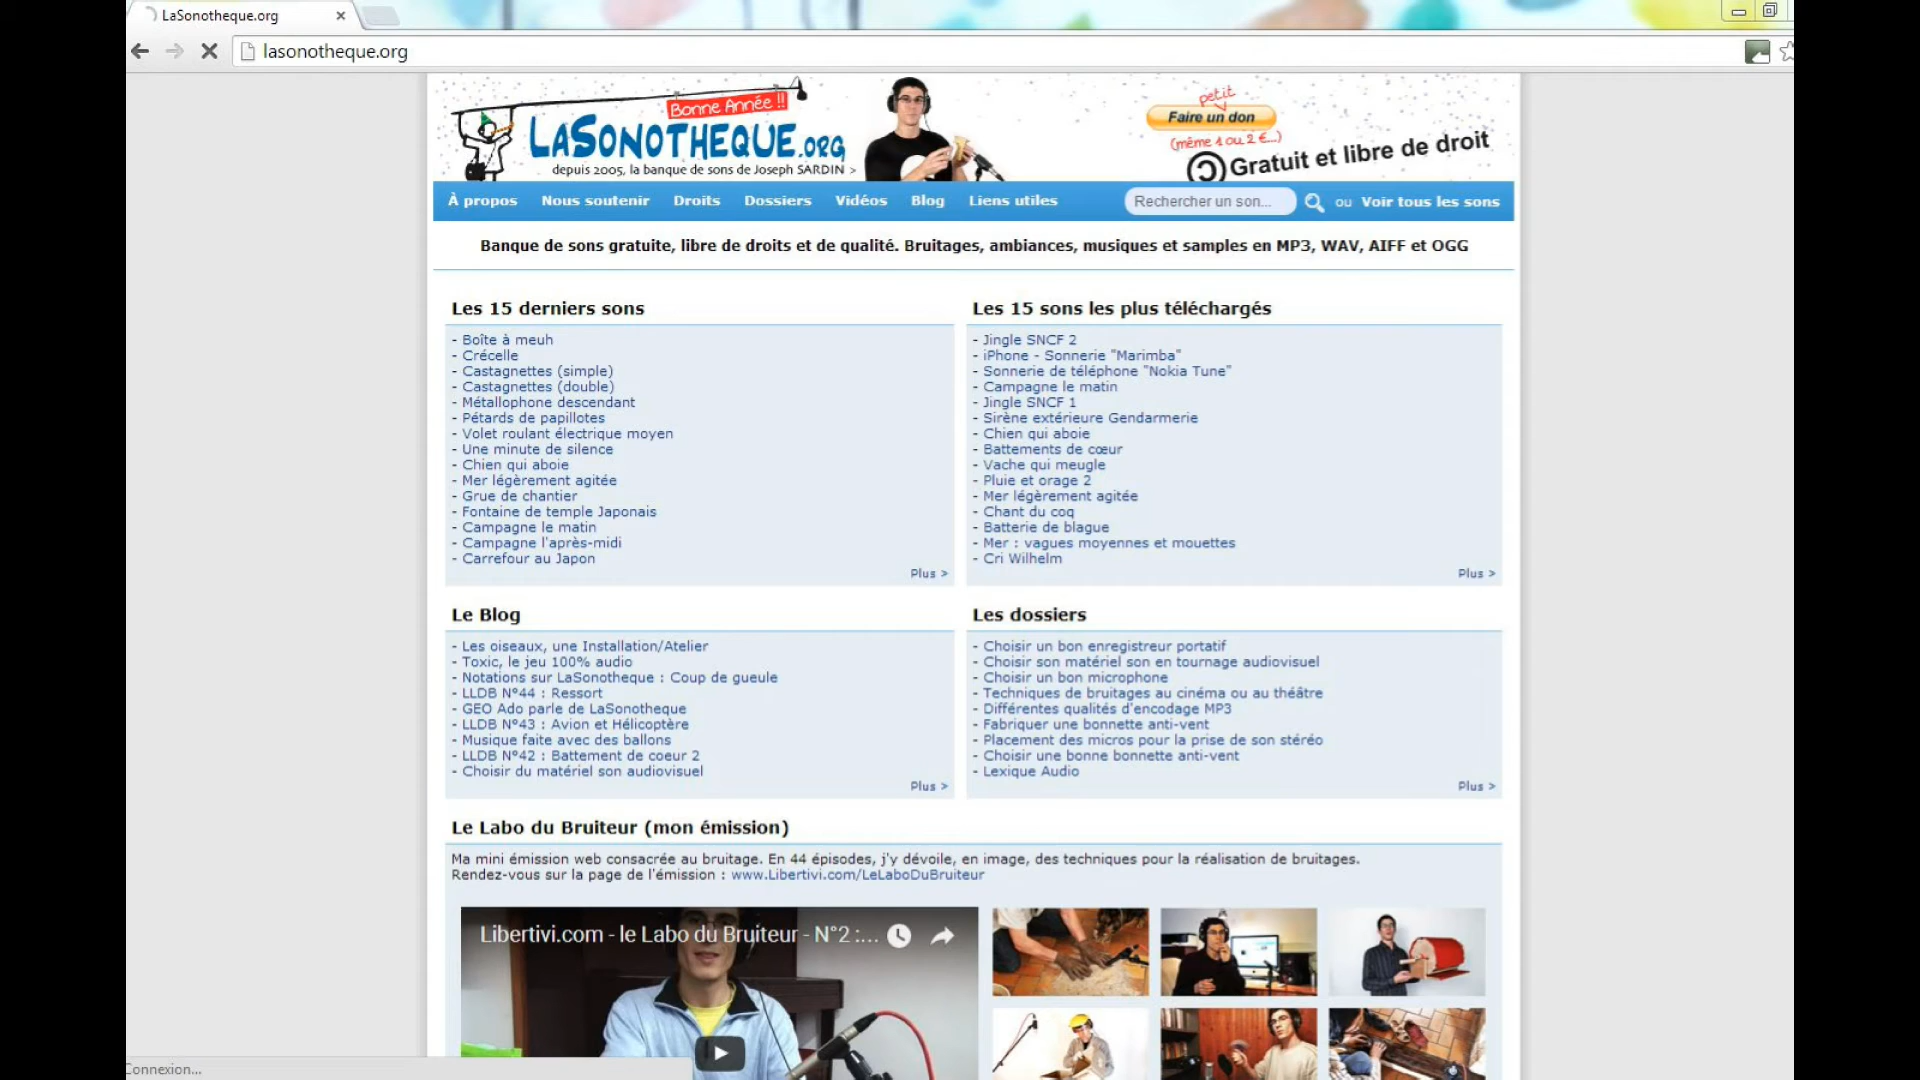 LaSonotheque.org
lasonotheque.org
Bonne Année !!
LASONOTHEQUE.ORG
depuis 2005, la banque de sons de Joseph SARDIN >
petit
Faire un don
(même 1 ou 2 €...)
Gratuit et libre de droit
À propos Nous soutenir Droits Dossiers Vidéos Blog Liens utiles Rechercher un son... ou Voir tous les sons
Banque de sons gratuite, libre de droits et de qualité. Bruitages, ambiances, musiques et samples en MP3, WAV, AIFF et OGG
Les 15 derniers sons
- Boîte à meuh
- Crécelle
- Castagnettes (simple)
- Castagnettes (double)
- Métallophone descendant
- Pétards de papillotes
- Volet roulant électrique moyen
- Une minute de silence
- Chien qui aboie
- Mer légèrement agitée
- Grue de chantier
- Fontaine de temple Japonais
- Campagne le matin
- Campagne l'après-midi
- Carrefour au Japon
Plus >
Les 15 sons les plus téléchargés
- Jingle SNCF 2
- iPhone - Sonnerie "Marimba"
- Sonnerie de téléphone "Nokia Tune"
- Campagne le matin
- Jingle SNCF 1
- Sirène extérieure Gendarmerie
- Chien qui aboie
- Battements de cœur
- Vache qui meugle
- Pluie et orage 2
- Mer légèrement agitée
- Chant du coq
- Batterie de blague
- Mer : vagues moyennes et mouettes
- Cri Wilhelm
Plus >
Le Blog
- Les oiseaux, une Installation/Atelier
- Toxic, le jeu 100% audio
- Notations sur LaSonotheque : Coup de gueule
- LLDB N°44 : Ressort
- GEO Ado parle de LaSonotheque
- LLDB N°43 : Avion et Hélicoptère
- Musique faite avec des ballons
- LLDB N°42 : Battement de coeur 2
- Choisir du matériel son audiovisuel
Plus >
Les dossiers
- Choisir un bon enregistreur portatif
- Choisir son matériel son en tournage audiovisuel
- Choisir un bon microphone
- Techniques de bruitages au cinéma ou au théâtre
- Différentes qualités d'encodage MP3
- Fabriquer une bonnette anti-vent
- Placement des micros pour la prise de son stéréo
- Choisir une bonne bonnette anti-vent
- Lexique Audio
Plus >
Le Labo du Bruiteur (mon émission)
Ma mini émission web consacrée au bruitage. En 44 épisodes, j'y dévoile, en image, des techniques pour la réalisation de bruitages.
Rendez-vous sur la page de l'émission : www.Libertivi.com/LeLaboDuBruiteur
Libertivi.com - le Labo du Bruiteur - N°2 :...
Connexion...